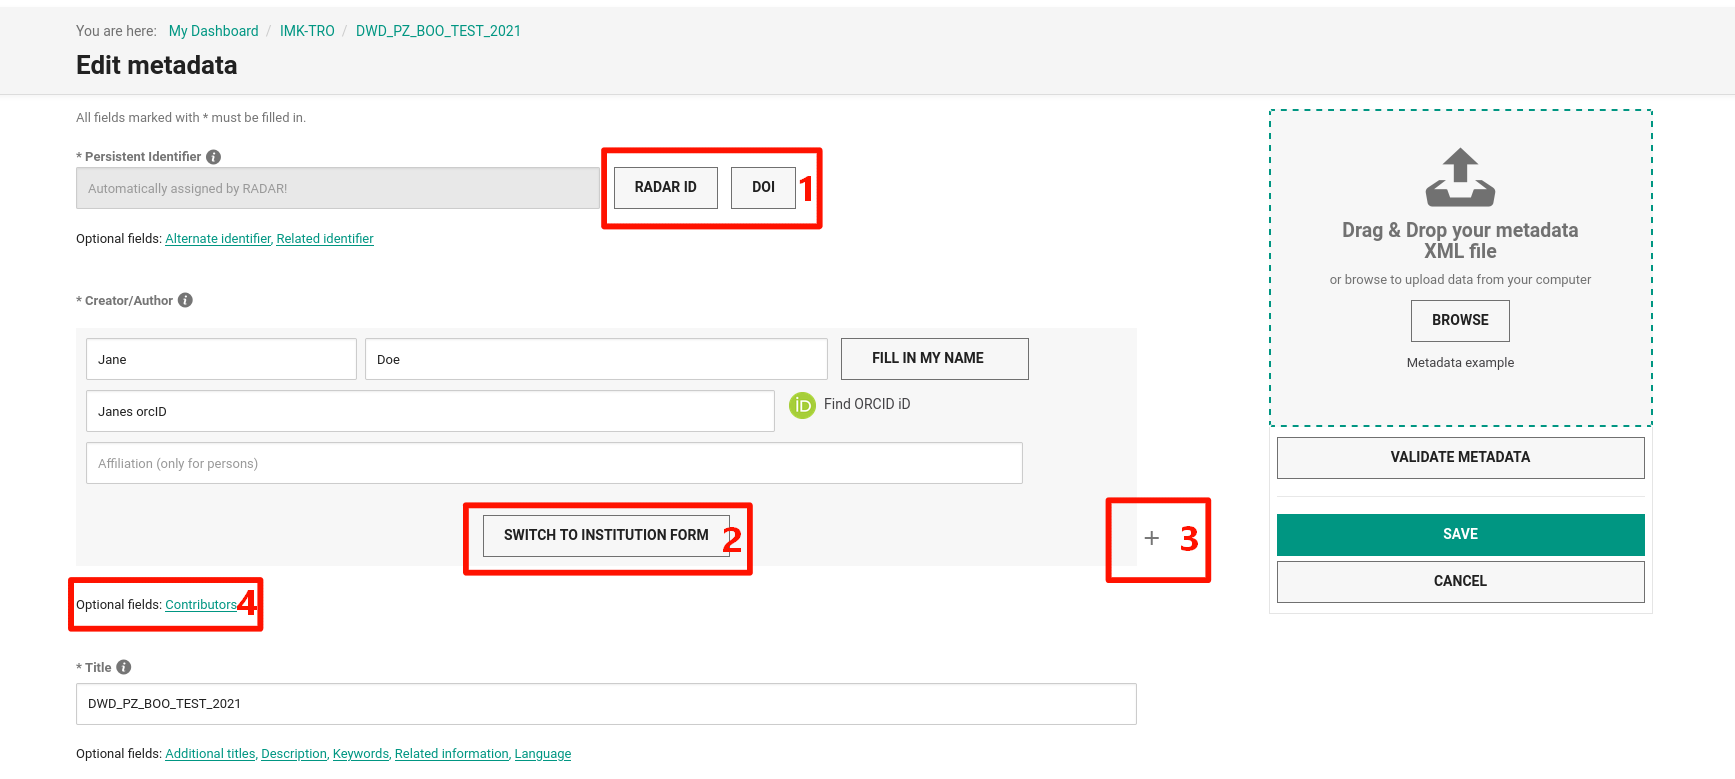 You are here: My Dashboard / IMK-TRO / DWD_PZ_BOO_TEST_2021
Edit metadata
All fields marked with * must be filled in.
* Persistent Identifier i
Automatically assigned by RADAR!
RADAR ID
DOI
1
Optional fields: Alternate identifier, Related identifier
* Creator/Author i
Jane
Doe
FILL IN MY NAME
Janes orcID
iD Find ORCID iD
Affiliation (only for persons)
SWITCH TO INSTITUTION FORM
2
+
3
Optional fields: Contributors
4
* Title i
DWD_PZ_BOO_TEST_2021
Optional fields: Additional titles, Description, Keywords, Related information, Language
Drag & Drop your metadata
XML file
or browse to upload data from your computer
BROWSE
Metadata example
VALIDATE METADATA
SAVE
CANCEL